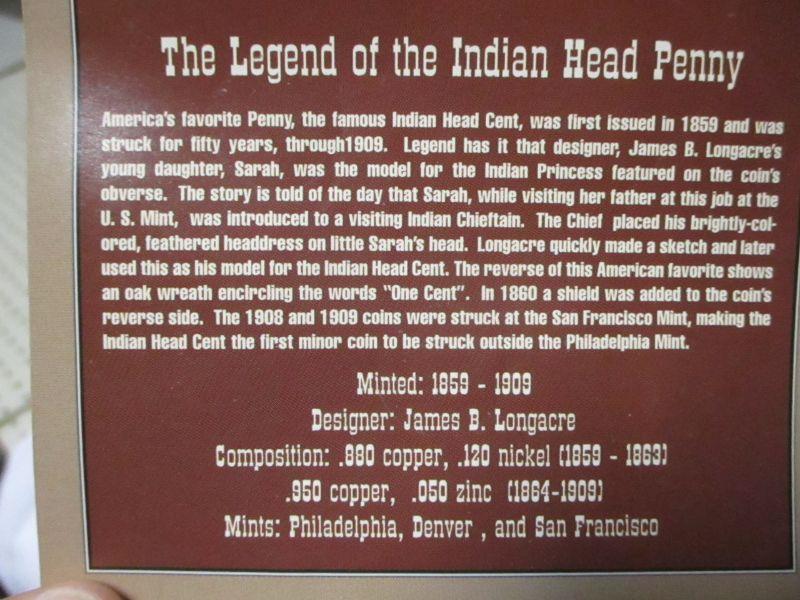 The Legend of the Indian Head Penny
America's favorite Penny, the famous Indian Head Cent, was first issued in 1859 and was
struck for fifty years, through1909. Legend has it that designer, James B. Longacre's
young daughter, Sarah, was the model for the Indian Princess featured on the coin's
obverse. The story is told of the day that Sarah, while visiting her father at this job at the
U. S. Mint, was introduced to a visiting Indian Chieftain. The Chief placed his brightly-col-
ored, feathered headdress on little Sarah's head. Longacre quickly made a sketch and later
used this as his model for the Indian Head Cent. The reverse of this American favorite shows
an oak wreath encircling the words "One Cent". In 1860 a shield was added to the coin's
reverse side. The 1908 and 1909 coins were struck at the San Francisco Mint, making the
Indian Head Cent the first minor coin to be struck outside the Philadelphia Mint.
Minted: 1859 - 1909
Designer: James B. Longacre
Composition: .880 copper, .120 nickel (1859 - 1863)
.950 copper, .050 zinc (1864-1909)
Mints: Philadelphia, Denver , and San Francisco